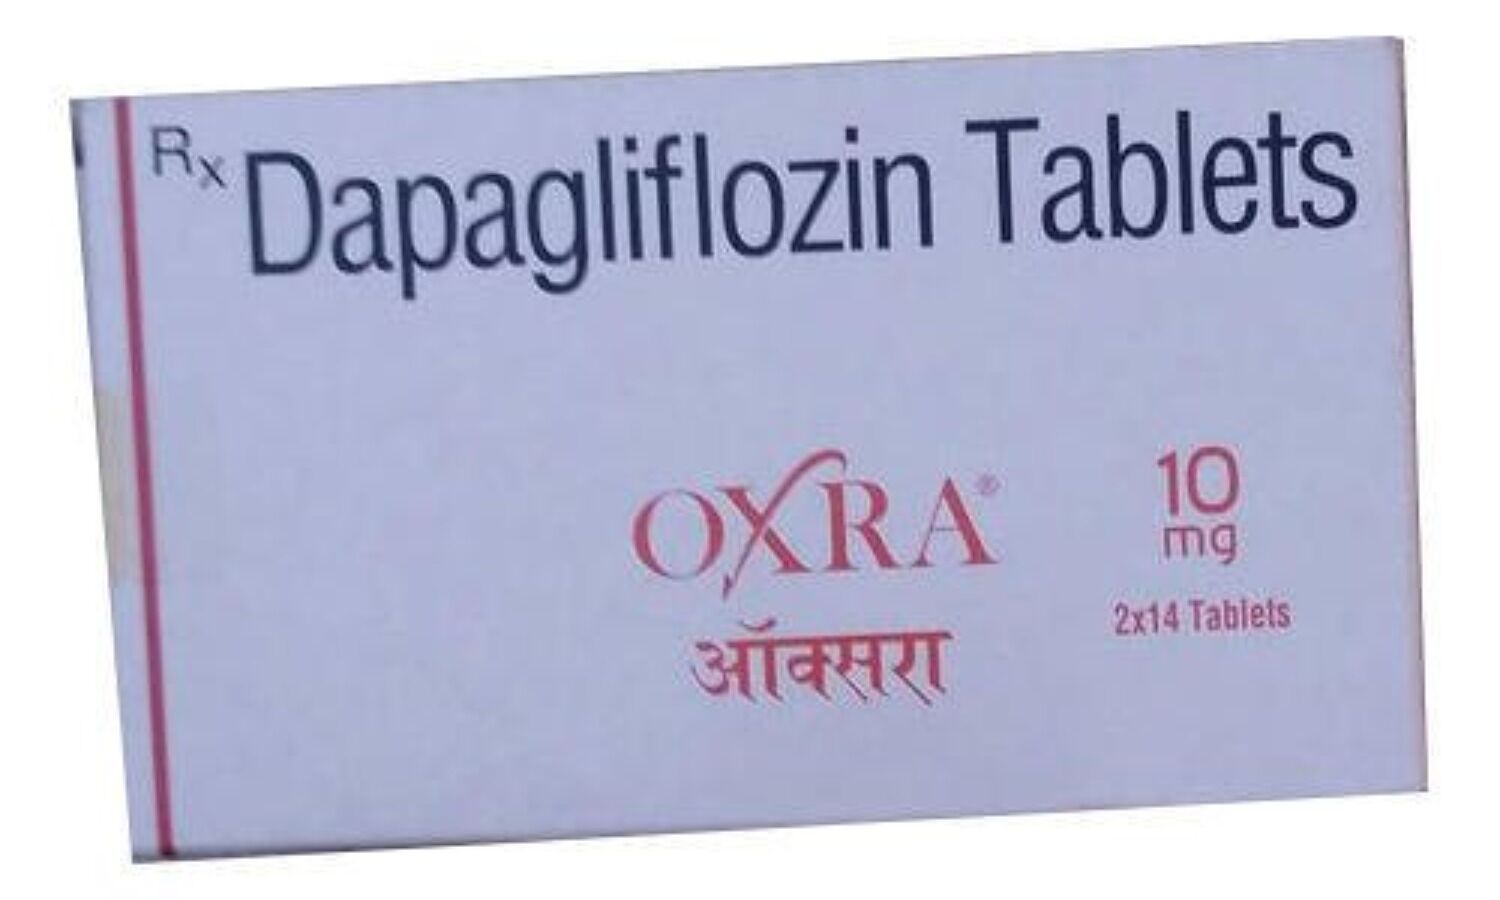 Rx Dapagliflozin Tablets
OXRA®
ऑक्सरा
10
mg
2x14 Tablets